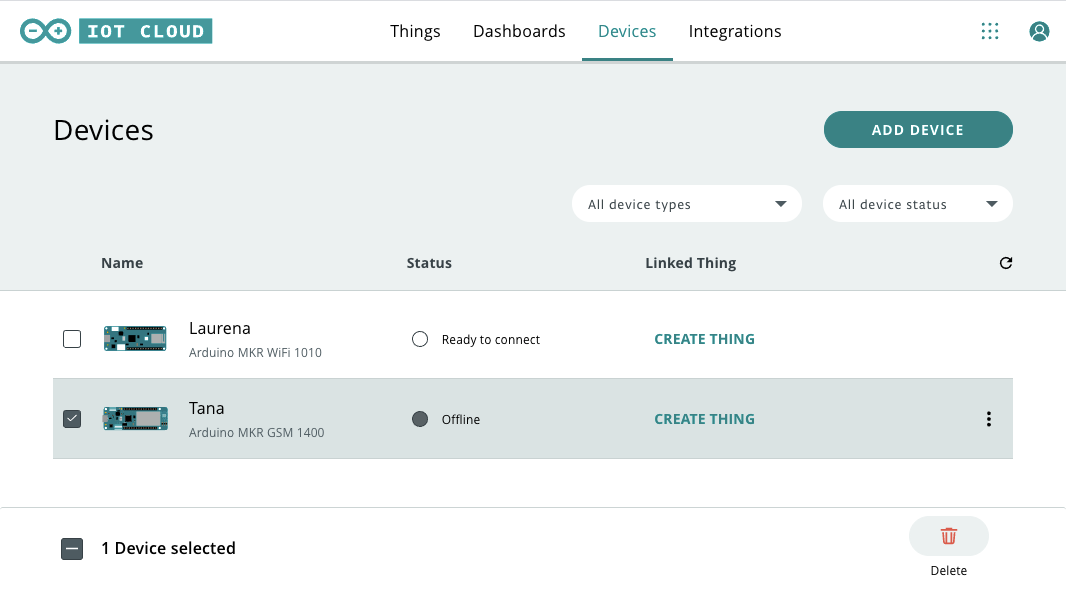 IOT CLOUD
Things
Dashboards
Devices
Integrations
Devices
ADD DEVICE
All device types
All device status
Name
Status
Linked Thing
Laurena
Arduino MKR WiFi 1010
Ready to connect
CREATE THING
Tana
Arduino MKR GSM 1400
Offline
CREATE THING
1 Device selected
Delete